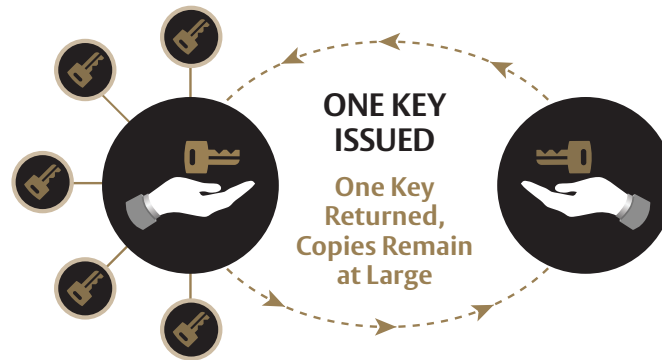 ONE KEY
ISSUED
One Key
Returned,
Copies Remain
at Large